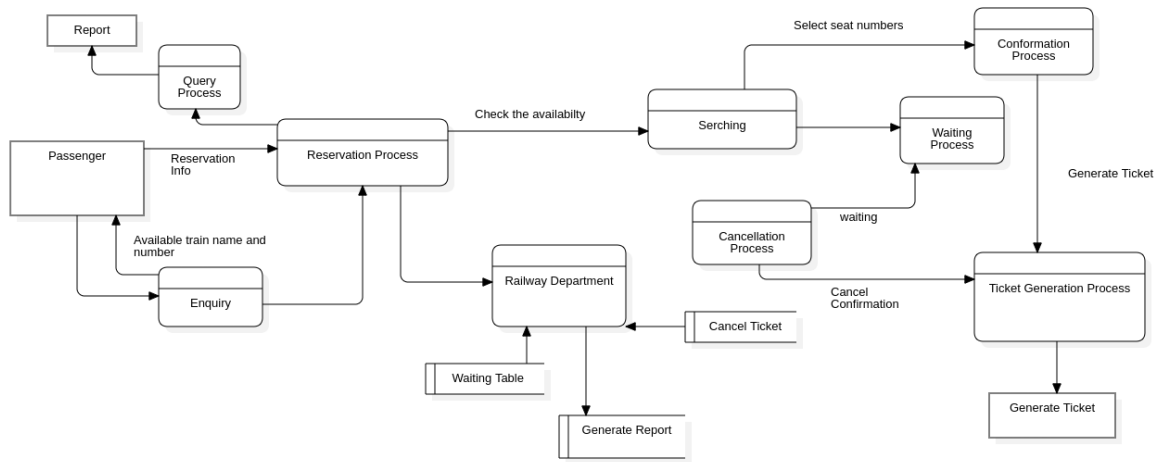 Report
Select seat numbers
Conformation
Process
Query
Process
Check the availabilty
Serching
Waiting
Process
Passenger
Reservation
Info
Reservation Process
Generate Ticket
waiting
Available train name and
number
Cancellation
Process
Enquiry
Railway Department
Cancel
Confirmation
Ticket Generation Process
Cancel Ticket
Waiting Table
Generate Report
Generate Ticket